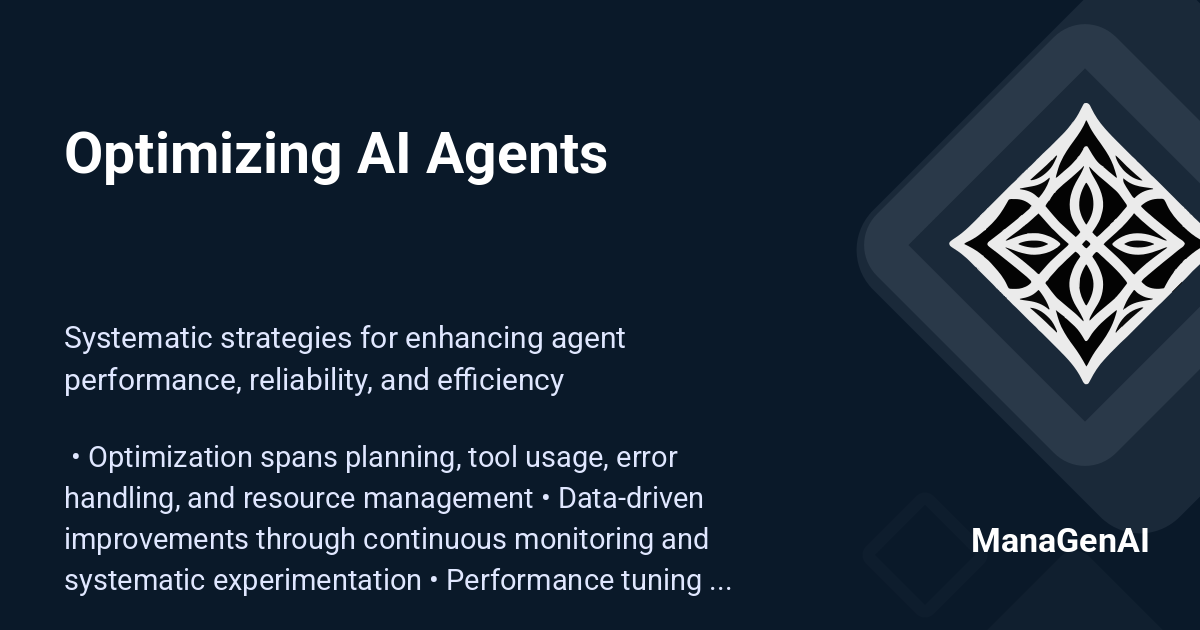 Optimizing AI Agents
Systematic strategies for enhancing agent
performance, reliability, and efficiency
• Optimization spans planning, tool usage, error
handling, and resource management • Data-driven
improvements through continuous monitoring and
systematic experimentation • Performance tuning ...
ManaGenAI